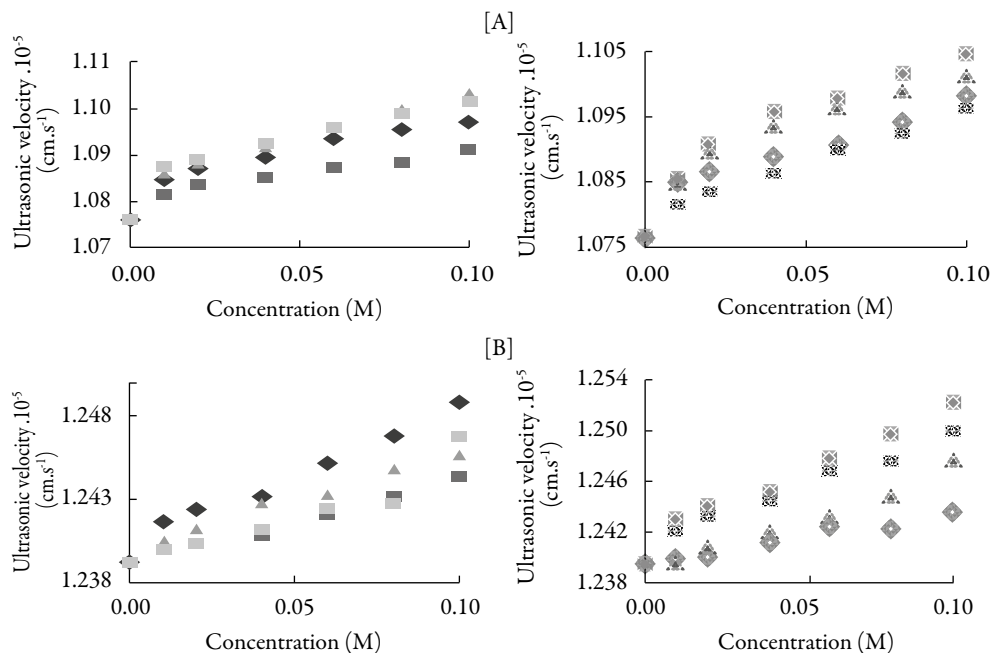 [A]
Ultrasonic velocity .10⁻⁵
(cm.s⁻¹)
1.11
1.10
1.09
1.08
1.07
0.00
0.05
0.10
Concentration (M)
Ultrasonic velocity .10⁻⁵
(cm.s⁻¹)
1.105
1.095
1.085
1.075
0.00
0.05
0.10
Concentration (M)
[B]
Ultrasonic velocity .10⁻⁵
(cm.s⁻¹)
1.248
1.243
1.238
0.00
0.05
0.10
Concentration (M)
Ultrasonic velocity .10⁻⁵
(cm.s⁻¹)
1.254
1.250
1.246
1.242
1.238
0.00
0.05
0.10
Concentration (M)